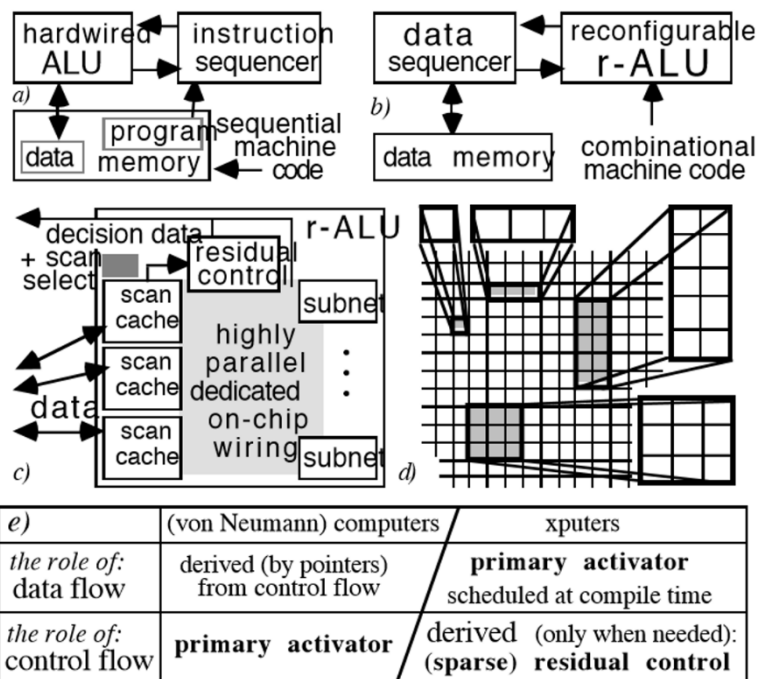 hardwired
ALU
instruction
sequencer
a)
data
program
memory
sequential
machine
code
data
sequencer
reconfigurable
r-ALU
b)
data memory
combinational
machine code
decision data
+ scan
select
r-ALU
residual
control
scan
cache
scan
cache
scan
cache
data
subnet
highly
parallel
dedicated
on-chip
wiring
subnet
c)
d)
e) (von Neumann) computers xputers
the role of:
data flow
derived (by pointers)
from control flow
primary activator
scheduled at compile time
the role of:
control flow
primary activator
derived (only when needed):
(sparse) residual control